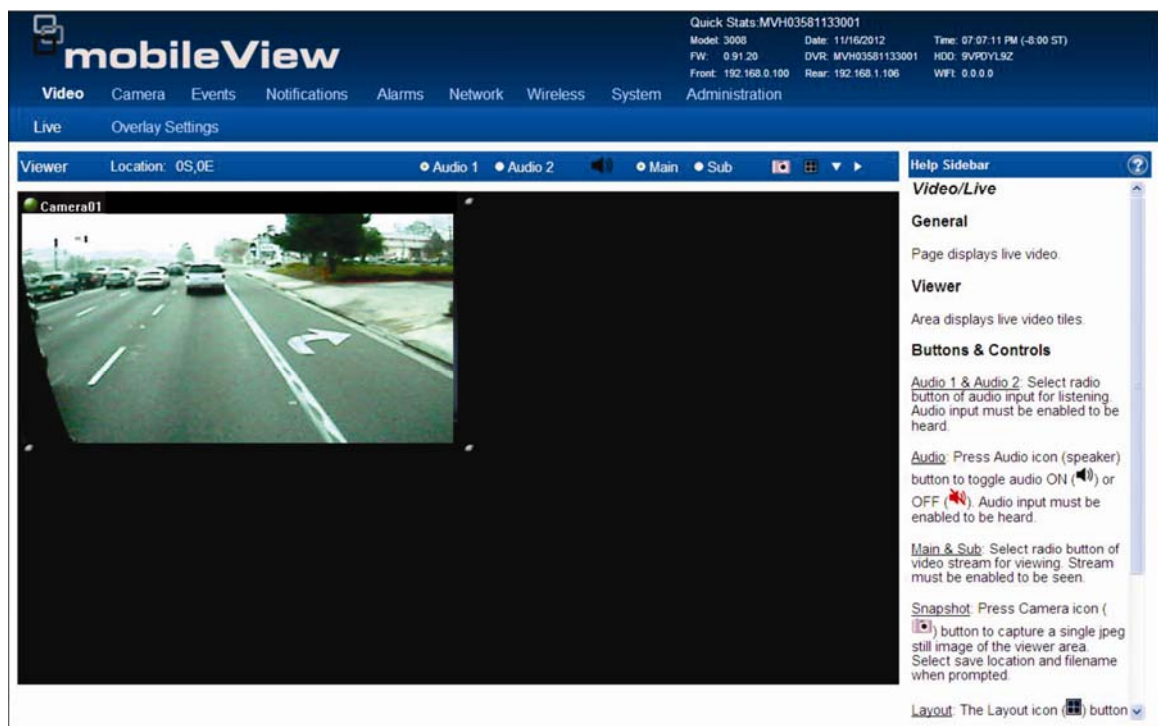 mobileView
Quick Stats:MVH03581133001
Model: 3008 Date: 11/16/2012 Time: 07:07:11 PM (-8:00 ST)
FW: 0.91.20 DVR: MVH03581133001 HDD: 9VPDYL9Z
Front: 192.168.0.100 Rear: 192.168.1.106 WIFI: 0.0.0.0
Video Camera Events Notifications Alarms Network Wireless System Administration
Live Overlay Settings
Viewer Location: 0S,0E Audio 1 Audio 2 Main Sub
Camera01
Help Sidebar ?
Video/Live
General
Page displays live video.
Viewer
Area displays live video tiles.
Buttons & Controls
Audio 1 & Audio 2: Select radio
button of audio input for listening.
Audio input must be enabled to be
heard.
Audio: Press Audio icon (speaker)
button to toggle audio ON ( ) or
OFF ( ). Audio input must be
enabled to be heard.
Main & Sub: Select radio button of
video stream for viewing. Stream
must be enabled to be seen.
Snapshot: Press Camera icon (
) button to capture a single jpeg
still image of the viewer area.
Select save location and filename
when prompted.
Layout: The Layout icon ( ) button